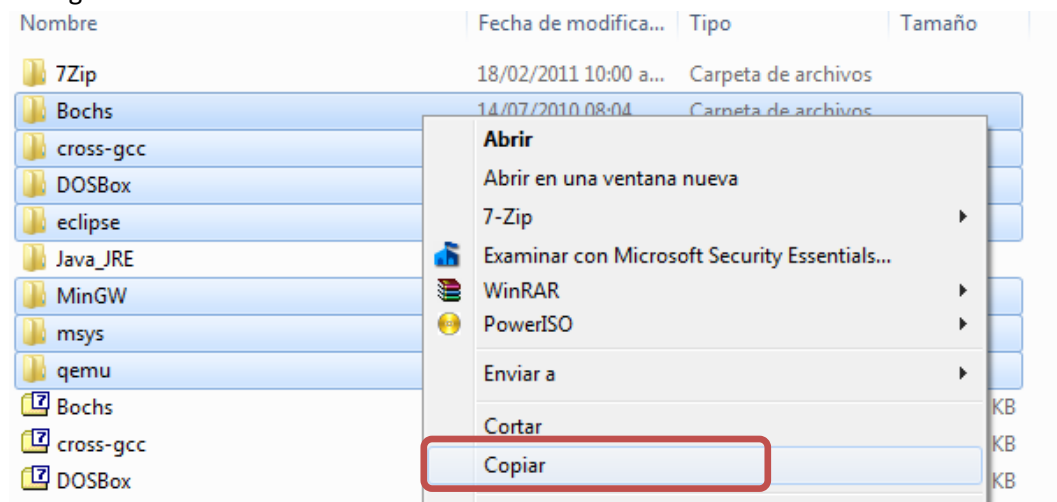 Nombre Fecha de modifica... Tipo Tamaño
7Zip 18/02/2011 10:00 a... Carpeta de archivos
Bochs 14/07/2010 08:04 Carpeta de archivos
cross-gcc
DOSBox
eclipse
Java_JRE
MinGW
msys
qemu
Bochs KB
cross-gcc KB
DOSBox KB
Abrir
Abrir en una ventana nueva
7-Zip
Examinar con Microsoft Security Essentials...
WinRAR
PowerISO
Enviar a
Cortar
Copiar